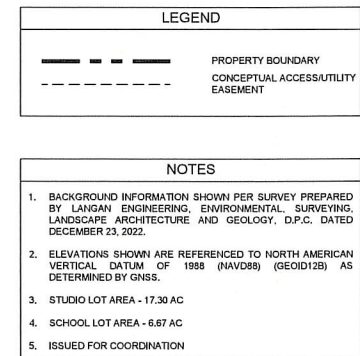 LEGEND
PROPERTY BOUNDARY
CONCEPTUAL ACCESS/UTILITY
EASEMENT
NOTES
1. BACKGROUND INFORMATION SHOWN PER SURVEY PREPARED
BY LANGAN ENGINEERING, ENVIRONMENTAL, SURVEYING,
LANDSCAPE ARCHITECTURE AND GEOLOGY, D.P.C. DATED
DECEMBER 23, 2022.
2. ELEVATIONS SHOWN ARE REFERENCED TO NORTH AMERICAN
VERTICAL DATUM OF 1988 (NAVD88) (GEOID12B) AS
DETERMINED BY GNSS.
3. STUDIO LOT AREA - 17.30 AC
4. SCHOOL LOT AREA - 6.67 AC
5. ISSUED FOR COORDINATION